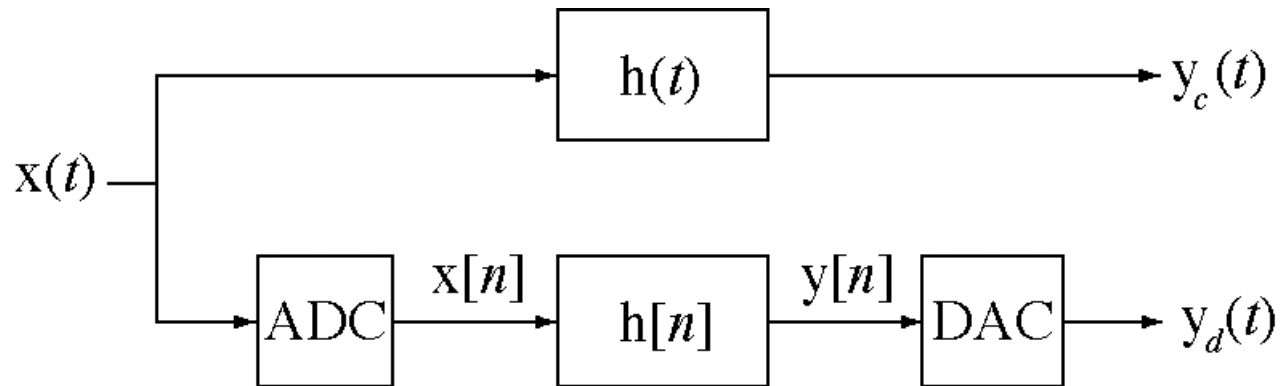 h(t)
y_c(t)
x(t)
ADC
x[n]
h[n]
y[n]
DAC
y_d(t)